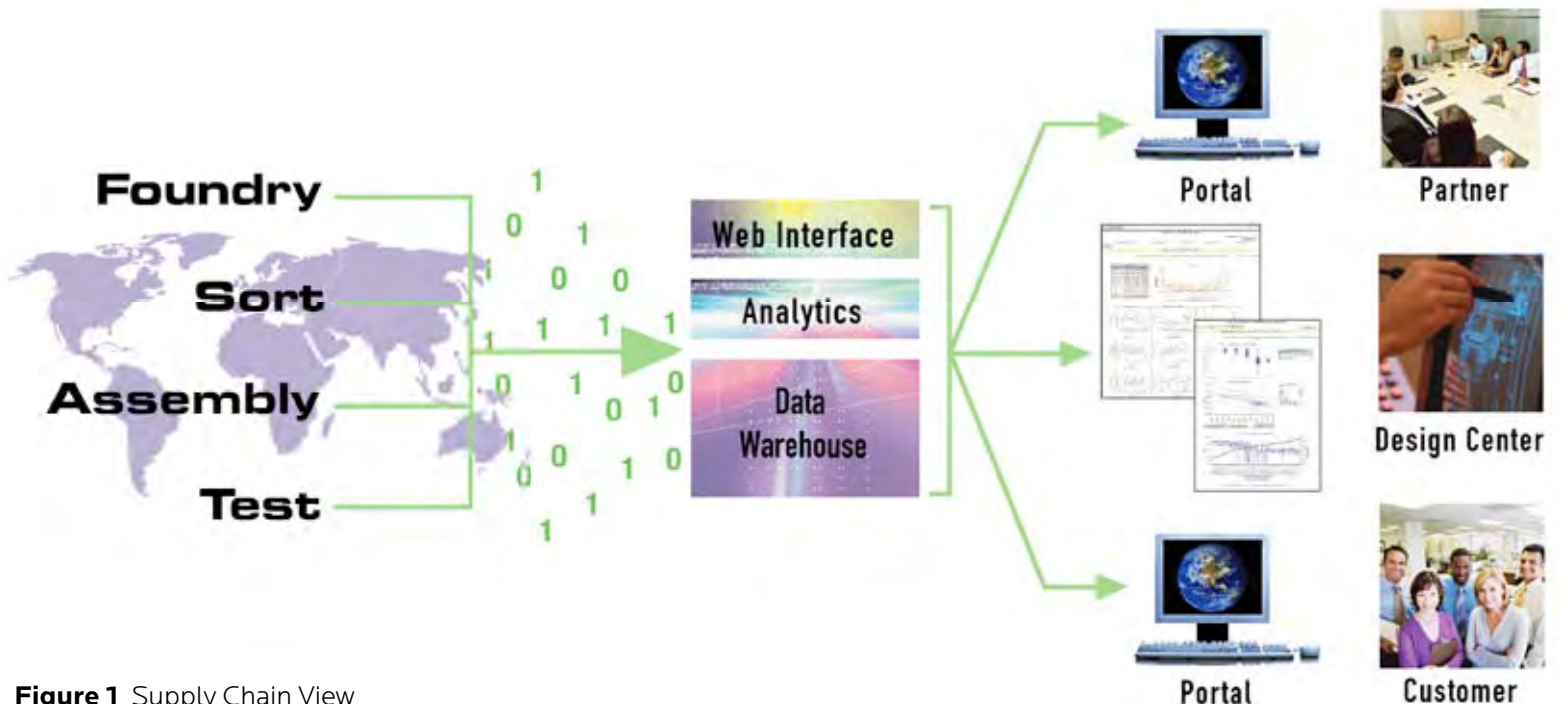 Foundry
Sort
Assembly
Test
1
0
1
1
0
0
1
1
1
1
0
1
0
0
1
1
0
0
1
0
1
1
Web Interface
Analytics
Data
Warehouse
Portal
Partner
Design Center
Portal
Customer
Figure 1 Supply Chain View